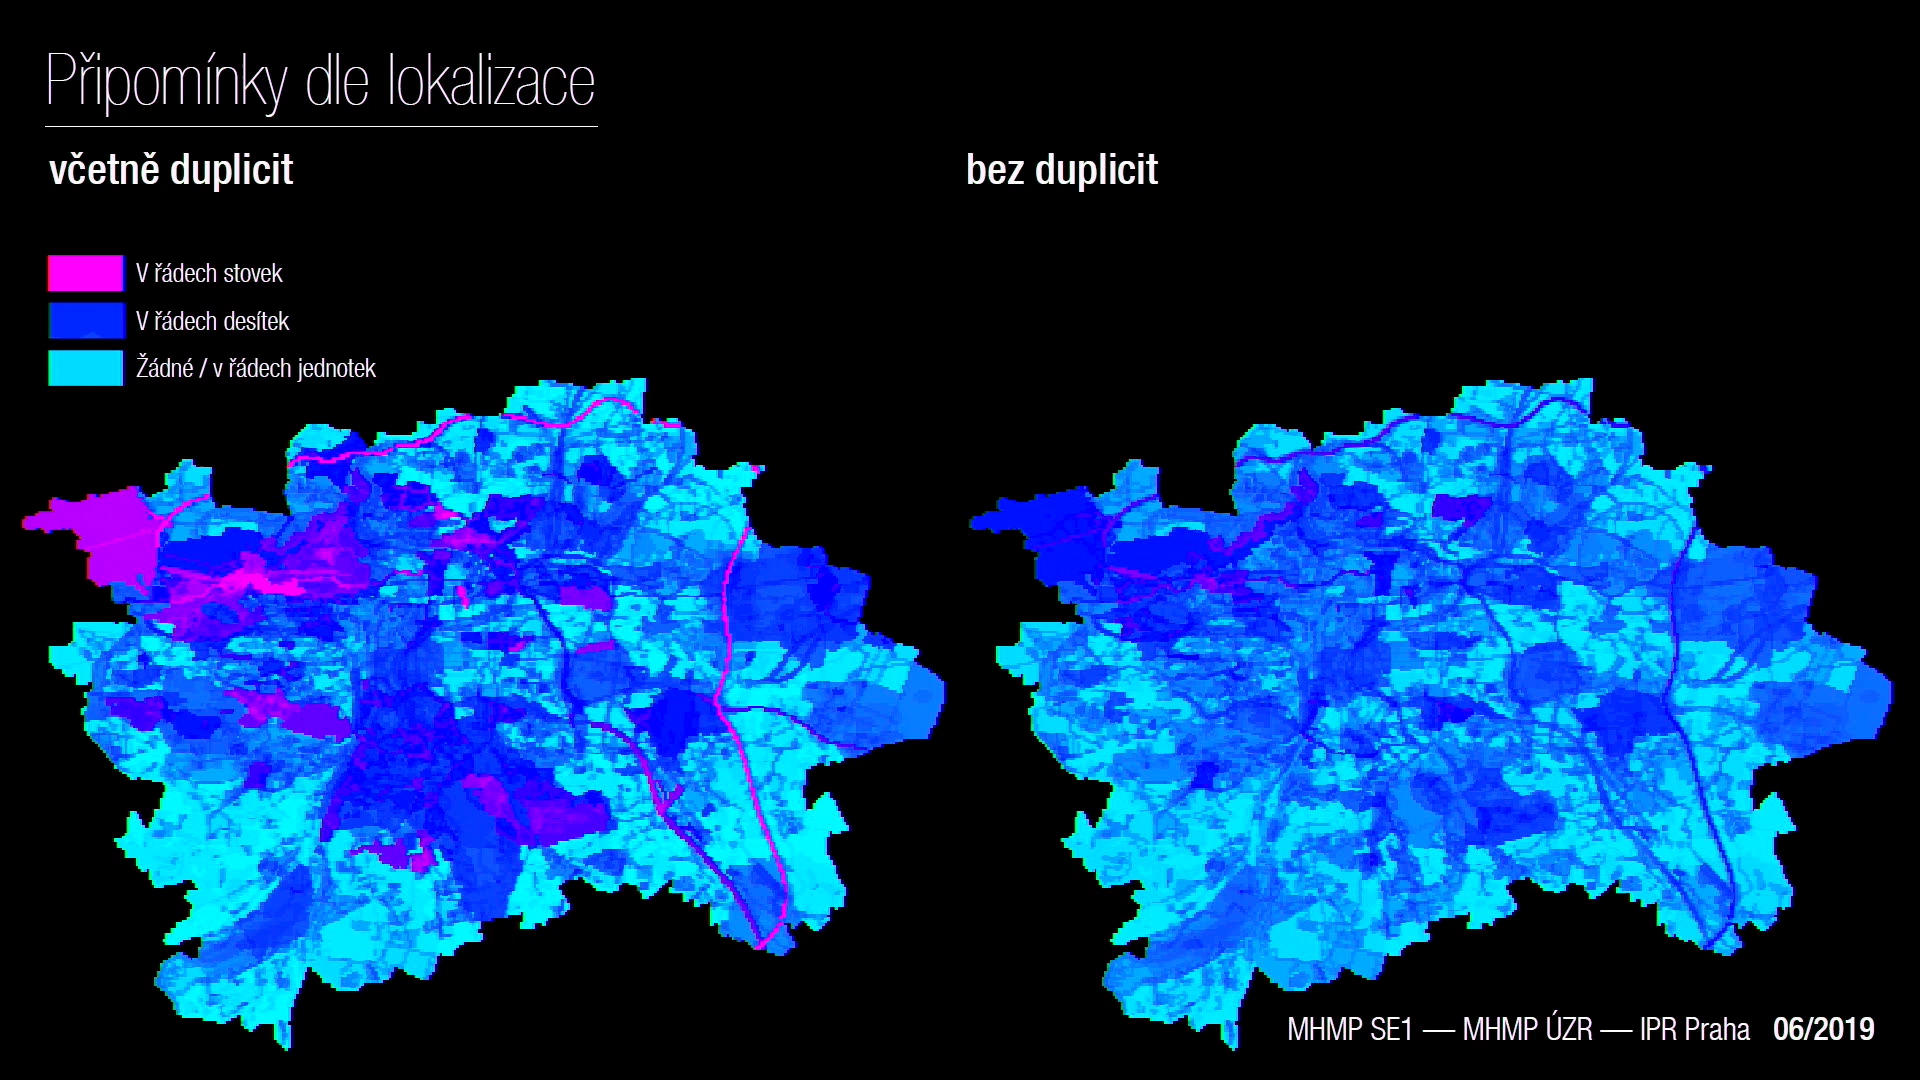 Připomínky dle lokalizace
včetně duplicit
bez duplicit
V řádech stovek
V řádech desítek
Žádné / v řádech jednotek
MHMP SE1 — MHMP ÚZR — IPR Praha 06/2019